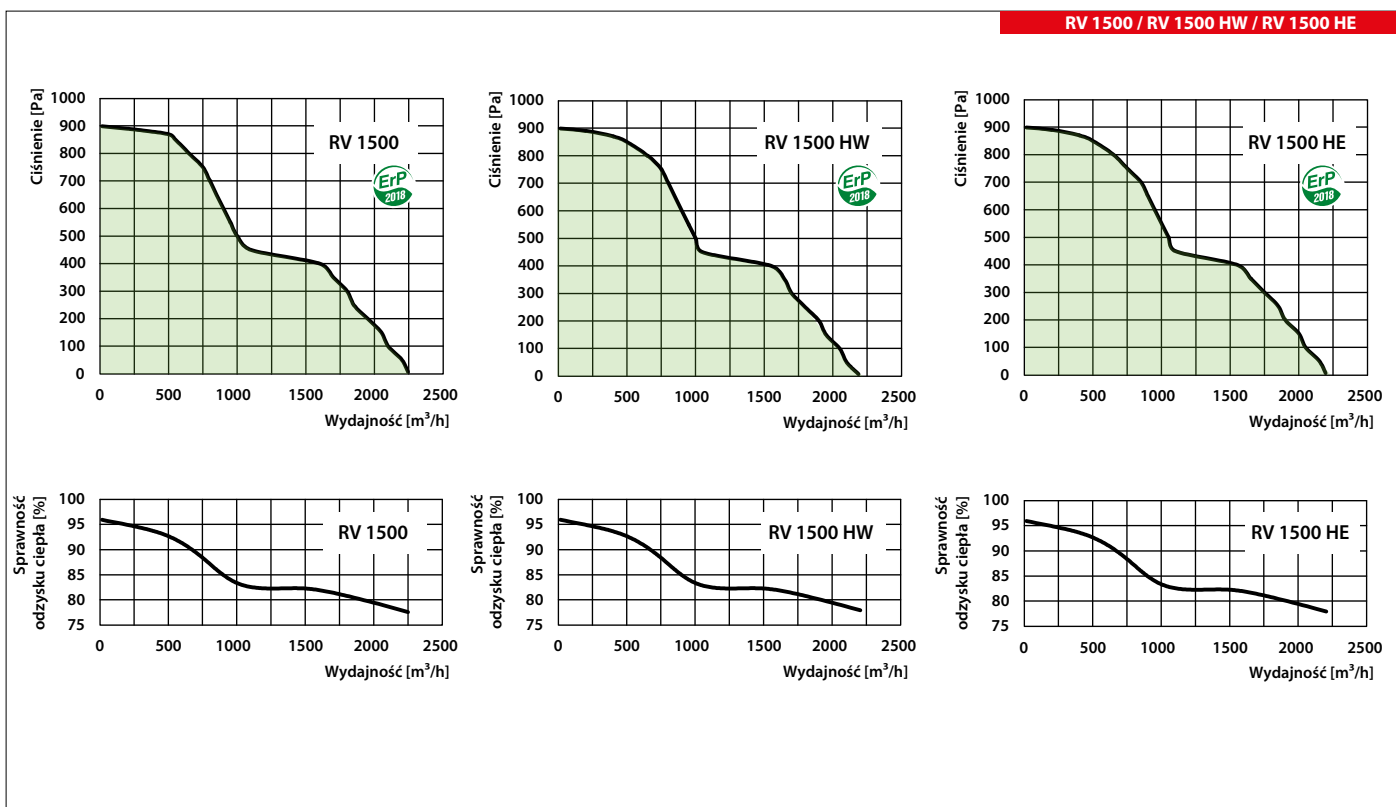 RV 1500 / RV 1500 HW / RV 1500 HE
Ciśnienie [Pa]
1000
900
800
700
600
500
400
300
200
100
0
RV 1500
ErP
2018
0 500 1000 1500 2000 2500
Wydajność [m³/h]
Ciśnienie [Pa]
1000
900
800
700
600
500
400
300
200
100
0
RV 1500 HW
ErP
2018
0 500 1000 1500 2000 2500
Wydajność [m³/h]
Ciśnienie [Pa]
1000
900
800
700
600
500
400
300
200
100
0
RV 1500 HE
ErP
2018
0 500 1000 1500 2000 2500
Wydajność [m³/h]
Sprawność
odzysku ciepła [%]
100
95
90
85
80
75
RV 1500
0 500 1000 1500 2000 2500
Wydajność [m³/h]
Sprawność
odzysku ciepła [%]
100
95
90
85
80
75
RV 1500 HW
0 500 1000 1500 2000 2500
Wydajność [m³/h]
Sprawność
odzysku ciepła [%]
100
95
90
85
80
75
RV 1500 HE
0 500 1000 1500 2000 2500
Wydajność [m³/h]